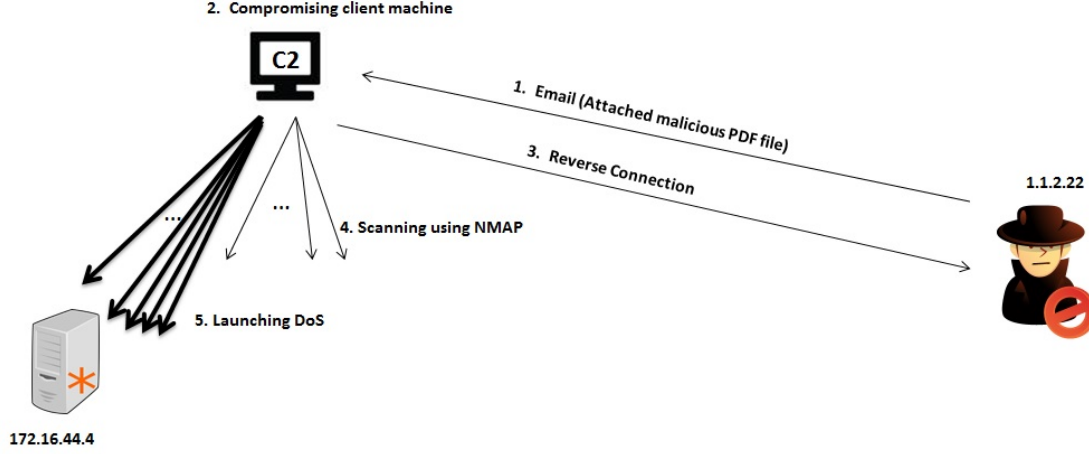 2. Compromising client machine
C2
1. Email (Attached malicious PDF file)
3. Reverse Connection
1.1.2.22
...
...
4. Scanning using NMAP
5. Launching DoS
172.16.44.4